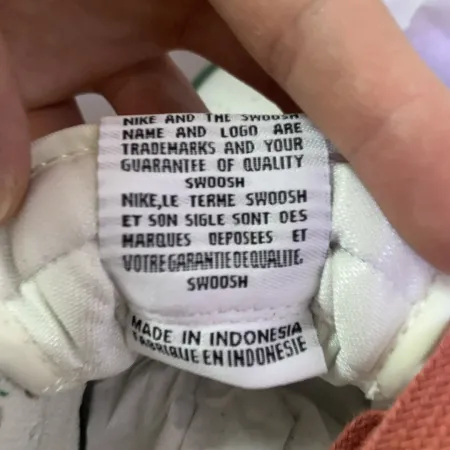 NIKE AND THE SWOOSH
NAME AND LOGO ARE
TRADEMARKS AND YOUR
GUARANTEE OF QUALITY
SWOOSH
NIKE,LE TERME SWOOSH
ET SON SIGLE SONT DES
MARQUES DEPOSEES ET
VOTRE GARANTIE DE QUALITE.
SWOOSH
MADE IN INDONESIA
FABRIQUE EN INDONESIE